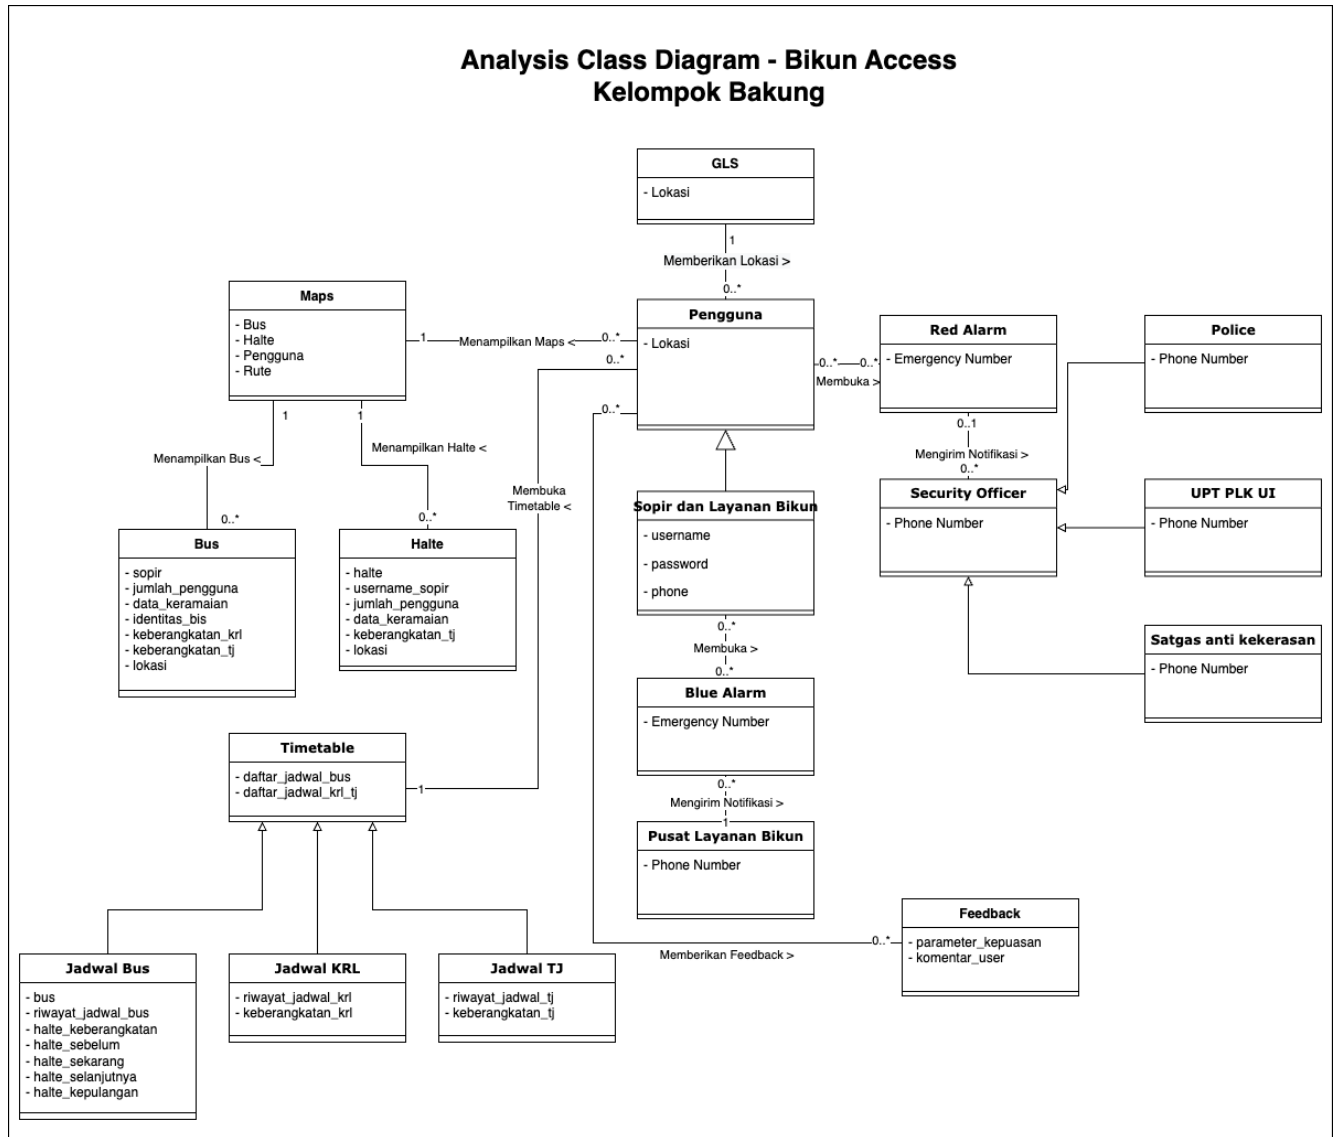 Analysis Class Diagram - Bikun Access
Kelompok Bakung
GLS
- Lokasi
1
Memberikan Lokasi >
0..*
Maps
- Bus
- Halte
- Pengguna
- Rute
1
Menampilkan Maps <
0..*
Pengguna
- Lokasi
0..*
0..*
0..*
0..*
Membuka >
Red Alarm
- Emergency Number
Police
- Phone Number
1
1
Menampilkan Bus <
Menampilkan Halte <
0..*
0..*
Membuka
Timetable <
0..1
Mengirim Notifikasi >
0..*
Security Officer
- Phone Number
UPT PLK UI
- Phone Number
Sopir dan Layanan Bikun
- username
- password
- phone
Bus
- sopir
- jumlah_pengguna
- data_keramaian
- identitas_bis
- keberangkatan_krl
- keberangkatan_tj
- lokasi
Halte
- halte
- username_sopir
- jumlah_pengguna
- data_keramaian
- keberangkatan_tj
- lokasi
0..*
Membuka >
0..*
Satgas anti kekerasan
- Phone Number
Blue Alarm
- Emergency Number
Timetable
- daftar_jadwal_bus
- daftar_jadwal_krl_tj
1
0..*
Mengirim Notifikasi >
1
Pusat Layanan Bikun
- Phone Number
Feedback
- parameter_kepuasan
- komentar_user
0..*
Memberikan Feedback >
Jadwal Bus
- bus
- riwayat_jadwal_bus
- halte_keberangkatan
- halte_sebelum
- halte_sekarang
- halte_selanjutnya
- halte_kepulangan
Jadwal KRL
- riwayat_jadwal_krl
- keberangkatan_krl
Jadwal TJ
- riwayat_jadwal_tj
- keberangkatan_tj